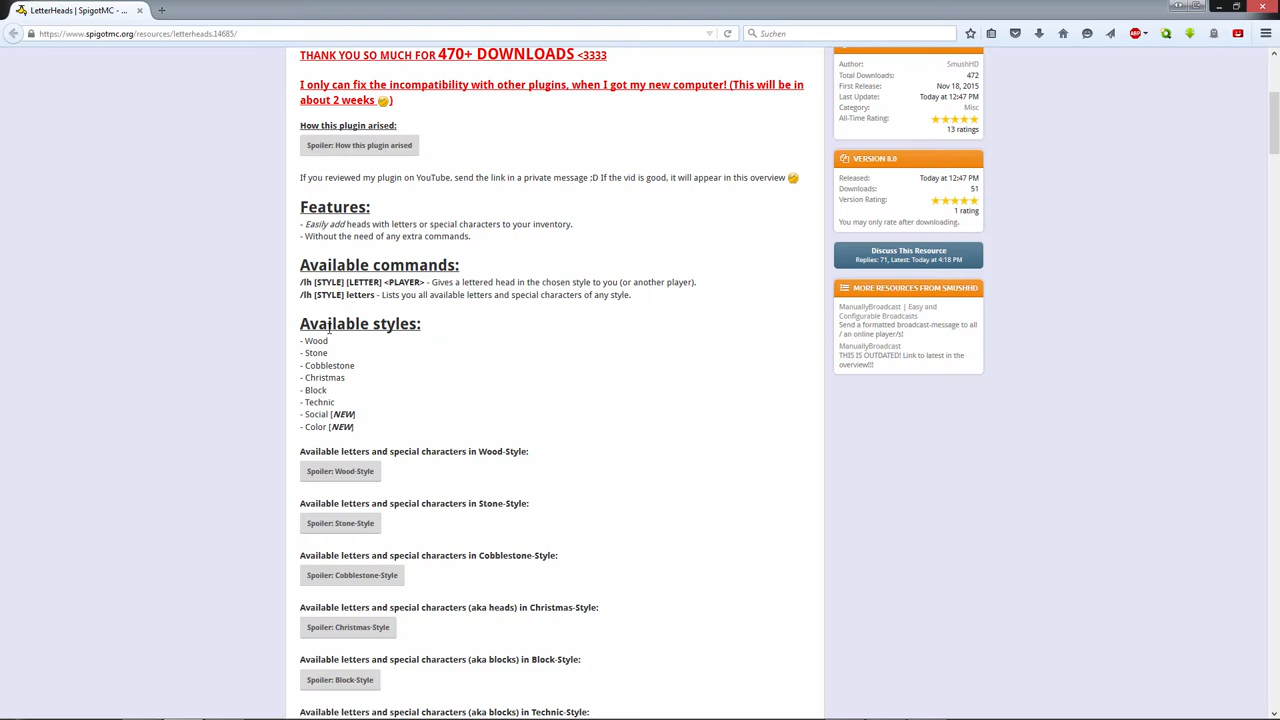 LetterHeads | SpigotMC - ...
https://www.spigotmc.org/resources/letterheads.14685/
Suchen
ABP
THANK YOU SO MUCH FOR 470+ DOWNLOADS <3333
I only can fix the incompatibility with other plugins, when I got my new computer! (This will be in
about 2 weeks )
How this plugin arised:
Spoiler: How this plugin arised
If you reviewed my plugin on YouTube, send the link in a private message ;D If the vid is good, it will appear in this overview
Features:
- Easily add heads with letters or special characters to your inventory.
- Without the need of any extra commands.
Available commands:
/lh [STYLE] [LETTER] <PLAYER> - Gives a lettered head in the chosen style to you (or another player).
/lh [STYLE] letters - Lists you all available letters and special characters of any style.
Available styles:
- Wood
- Stone
- Cobblestone
- Christmas
- Block
- Technic
- Social [NEW]
- Color [NEW]
Available letters and special characters in Wood-Style:
Spoiler: Wood-Style
Available letters and special characters in Stone-Style:
Spoiler: Stone-Style
Available letters and special characters in Cobblestone-Style:
Spoiler: Cobblestone-Style
Available letters and special characters (aka heads) in Christmas-Style:
Spoiler: Christmas-Style
Available letters and special characters (aka blocks) in Block-Style:
Spoiler: Block-Style
Available letters and special characters (aka blocks) in Technic-Style:
Author: SmushHD
Total Downloads: 472
First Release: Nov 18, 2015
Last Update: Today at 12:47 PM
Category: Misc
All-Time Rating:
13 ratings
VERSION 8.0
Released: Today at 12:47 PM
Downloads: 51
Version Rating:
1 rating
You may only rate after downloading.
Discuss This Resource
Replies: 71, Latest: Today at 4:18 PM
MORE RESOURCES FROM SMUSHHD
ManuallyBroadcast | Easy and
Configurable Broadcasts
Send a formatted broadcast-message to all
/ an online player/s!
ManuallyBroadcast
THIS IS OUTDATED! Link to latest in the
overview!!!